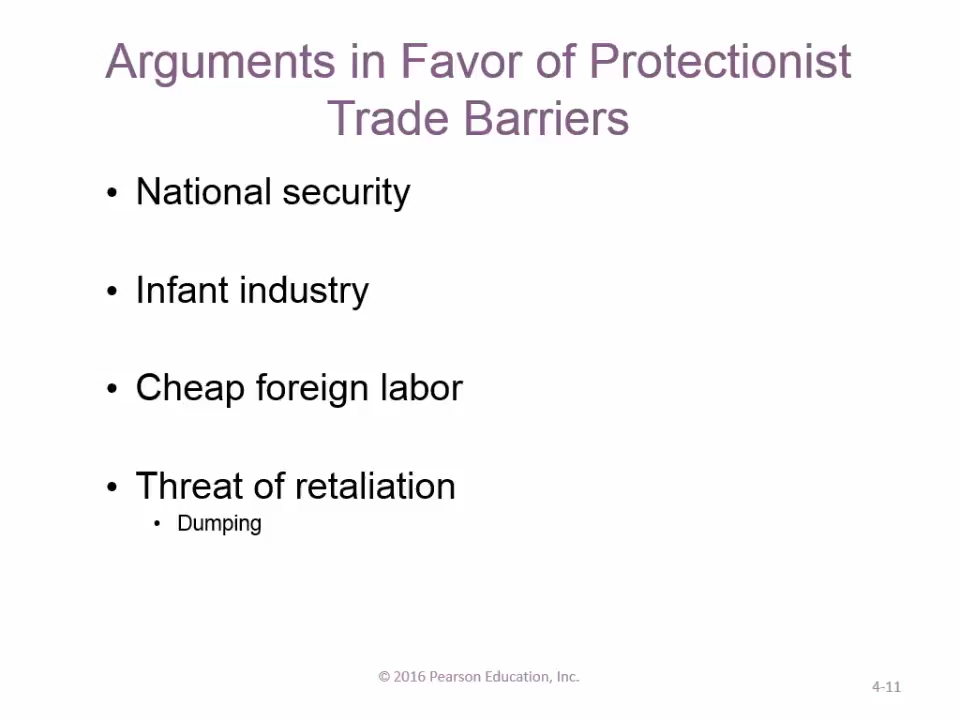 Arguments in Favor of Protectionist
Trade Barriers
• National security
• Infant industry
• Cheap foreign labor
• Threat of retaliation
• Dumping
© 2016 Pearson Education, Inc.
4-11